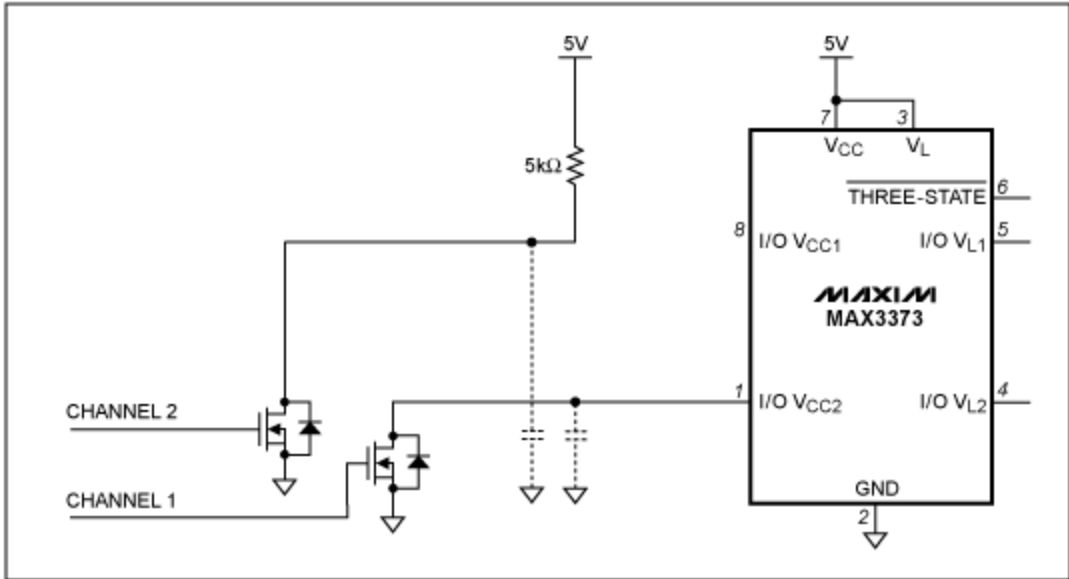 5V
5V
7
3
VCC
VL
5kΩ
THREE-STATE
6
8
I/O VCC1
I/O VL1
5
MAXIM
MAX3373
CHANNEL 2
1
I/O VCC2
I/O VL2
4
CHANNEL 1
GND
2